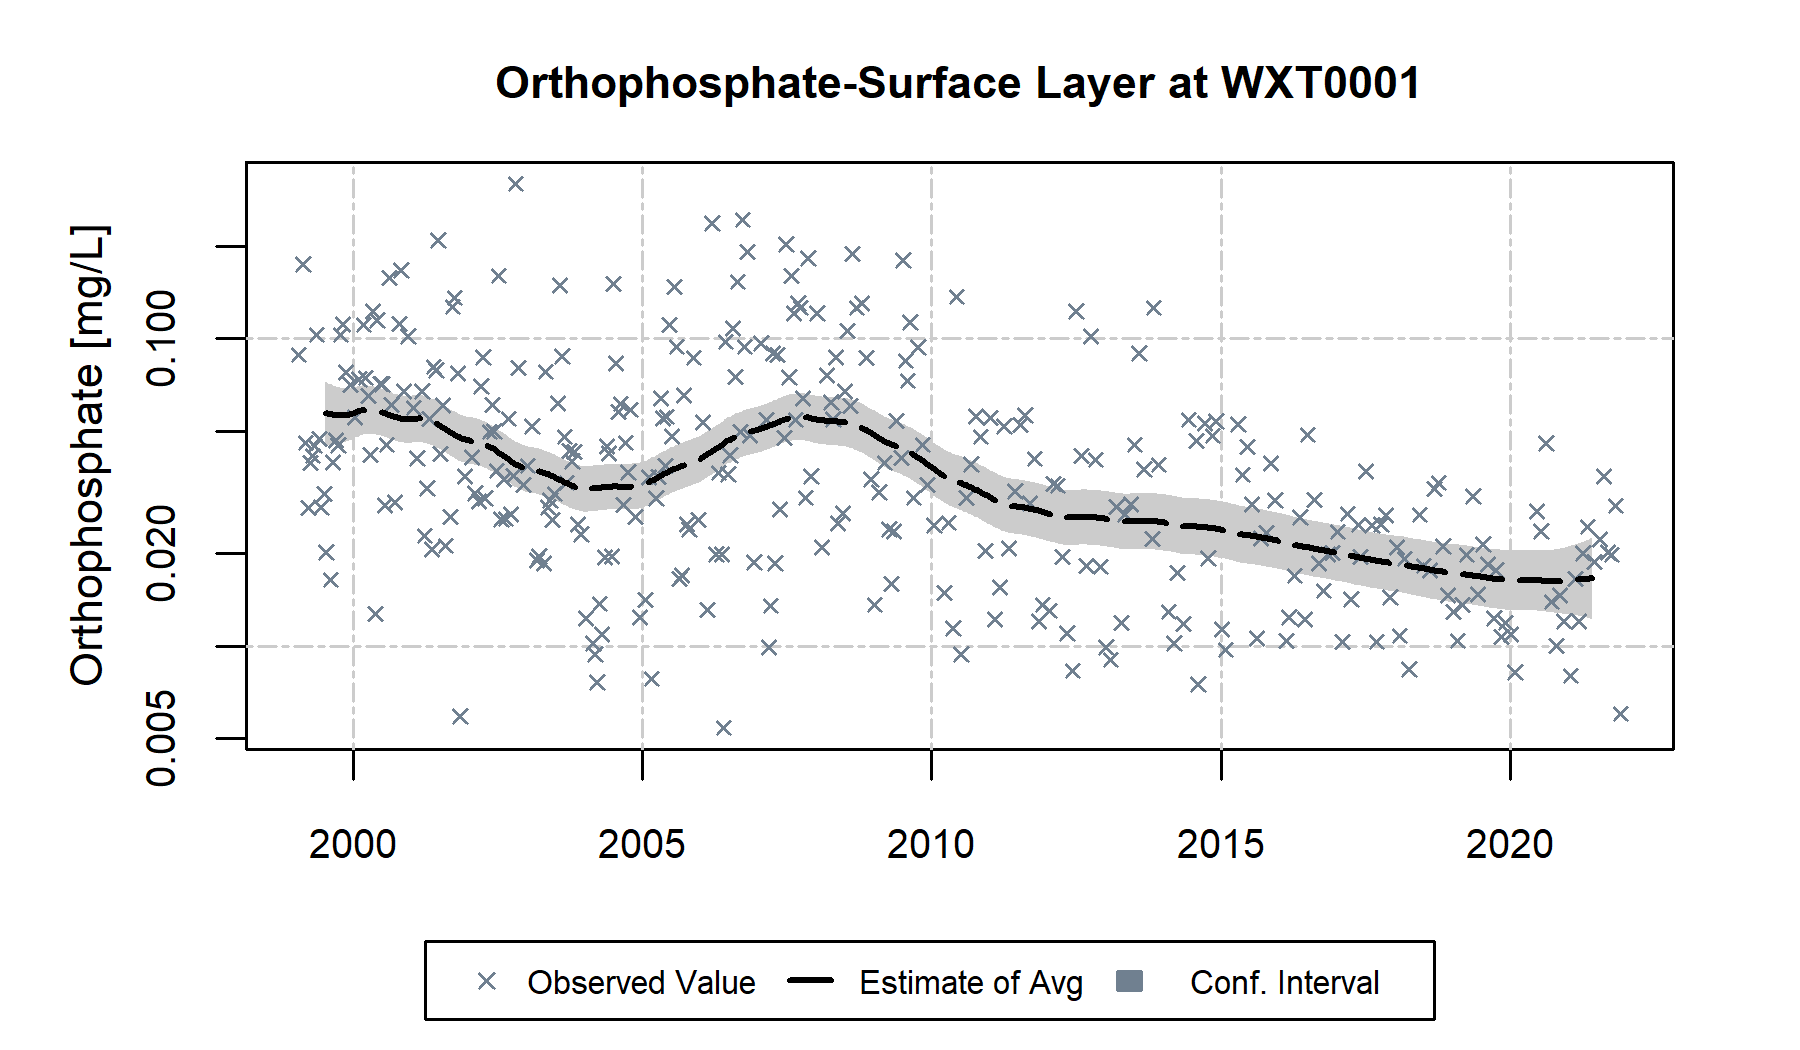 Orthophosphate-Surface Layer at WXT0001
Orthophosphate [mg/L]
0.100
0.020
0.005
2000 2005 2010 2015 2020
Observed Value Estimate of Avg Conf. Interval